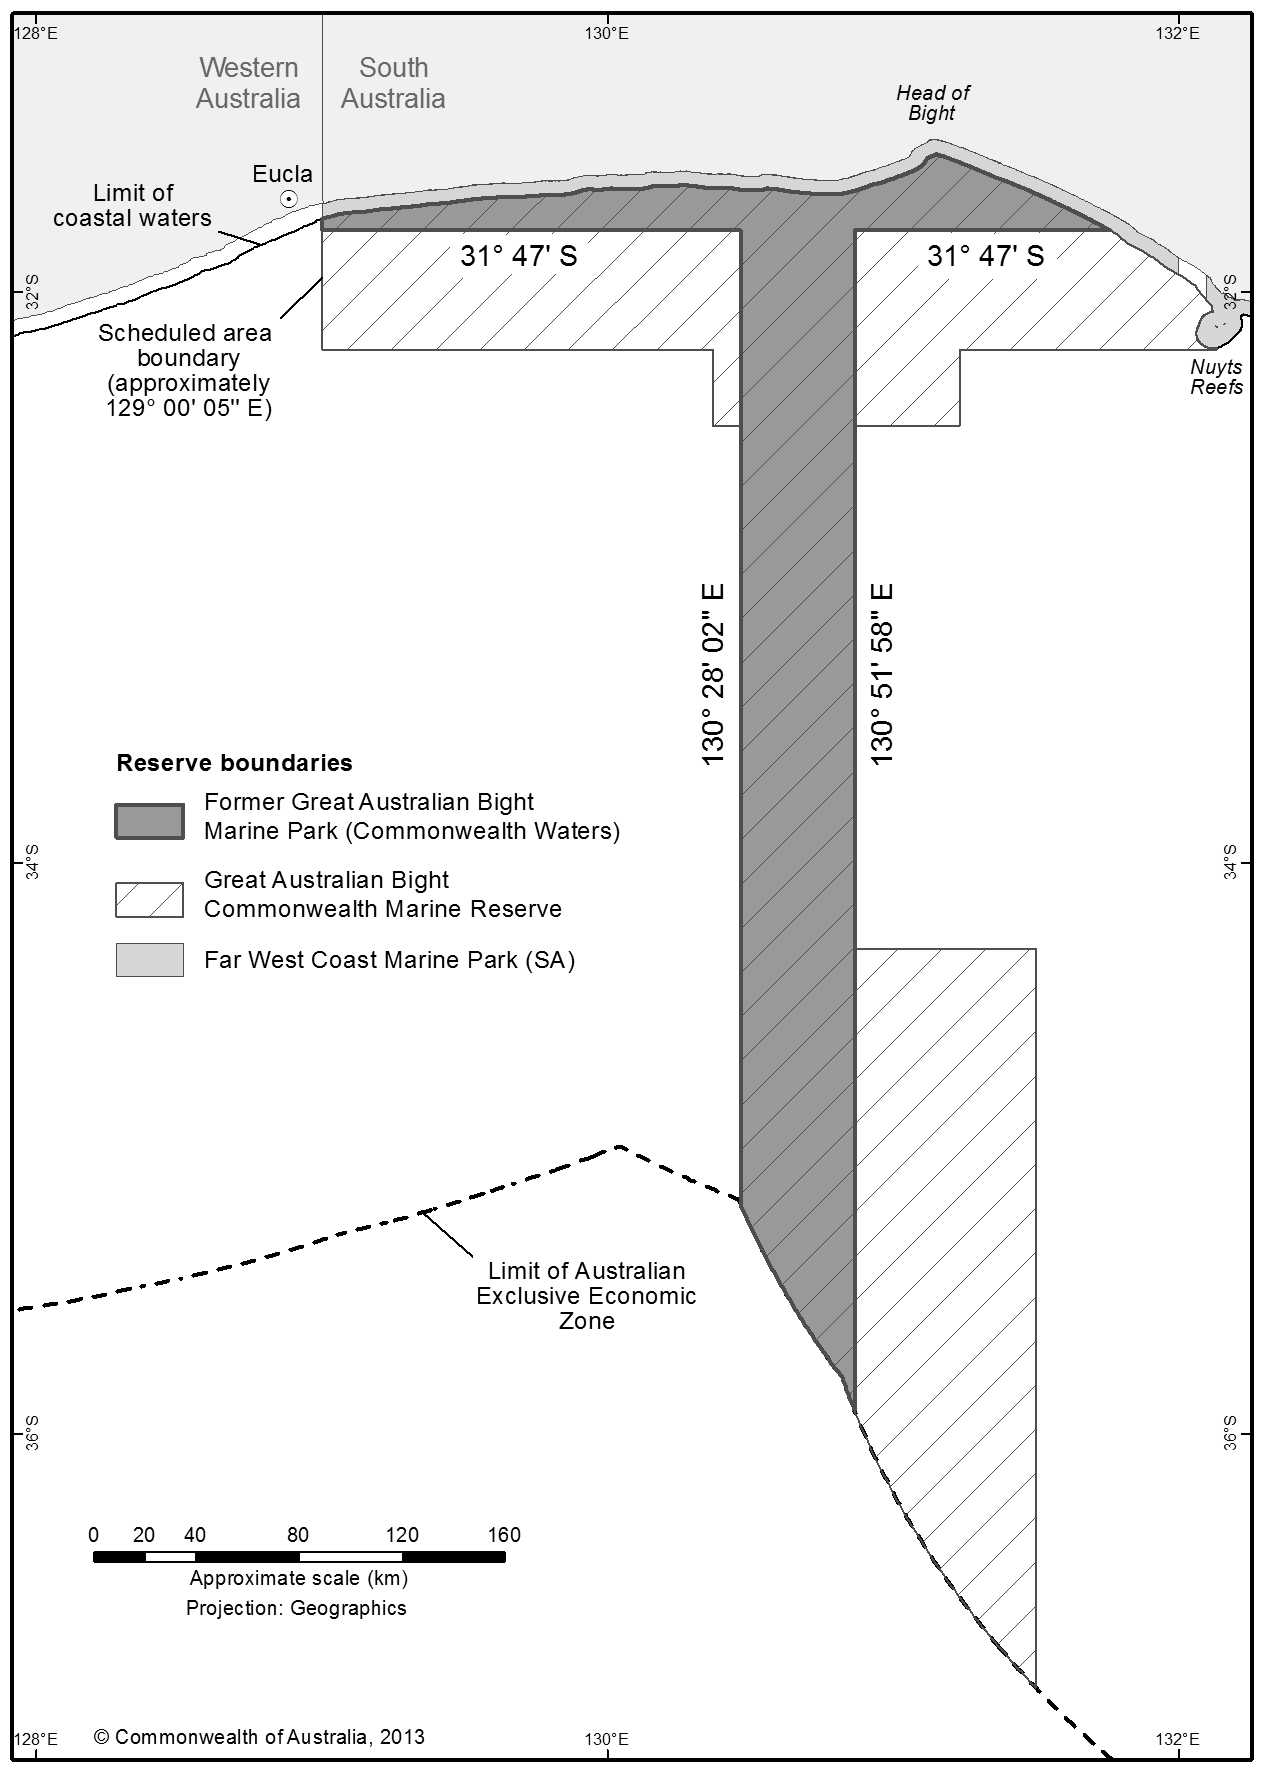 128°E
130°E
132°E
Western
Australia
South
Australia
Head of
Bight
Eucla
Limit of
coastal waters
31° 47' S
31° 47' S
32°S
32°S
Scheduled area
boundary
(approximately
129° 00' 05" E)
Nuyts
Reefs
130° 28' 02" E
130° 51' 58" E
Reserve boundaries
Former Great Australian Bight
Marine Park (Commonwealth Waters)
Great Australian Bight
Commonwealth Marine Reserve
Far West Coast Marine Park (SA)
34°S
34°S
Limit of Australian
Exclusive Economic
Zone
36°S
36°S
0 20 40 80 120 160
Approximate scale (km)
Projection: Geographics
© Commonwealth of Australia, 2013
128°E
130°E
132°E